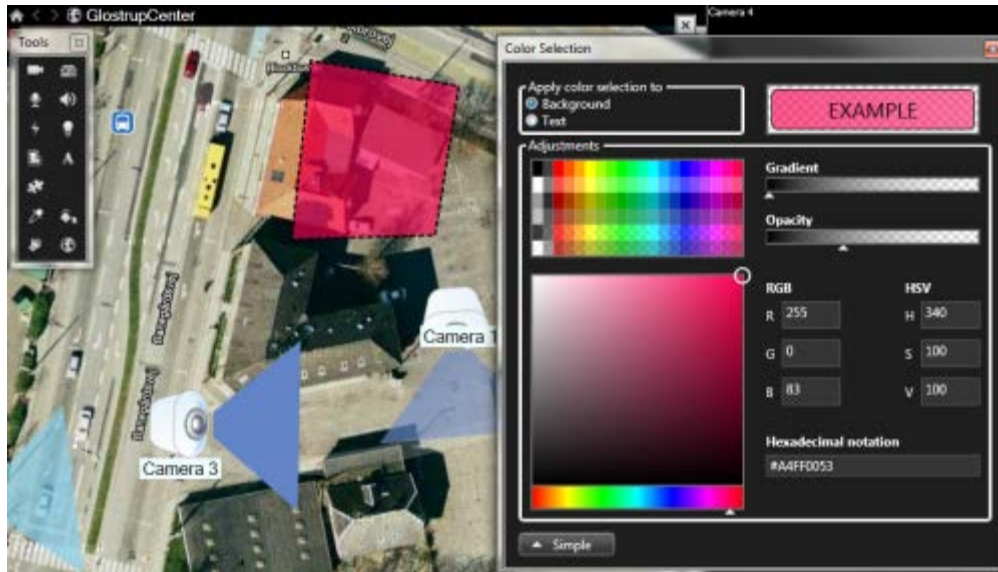 GlostrupCenter
Camera 4
Tools
Color Selection
Apply color selection to
Background
Text
EXAMPLE
Adjustments
Gradient
Opacity
RGB
HSV
R 255
H 340
G 0
S 100
B 83
V 100
Hexadecimal notation
#A4FF0053
Simple
A
Camera 1
Camera 3